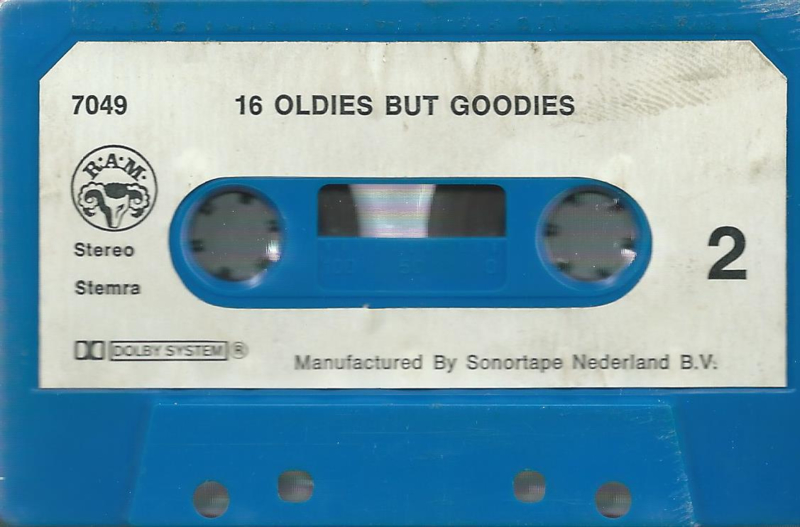 7049 16 OLDIES BUT GOODIES
R·A·M·
Stereo
Stemra
2
DOLBY SYSTEM ®
Manufactured By Sonortape Nederland B.V.